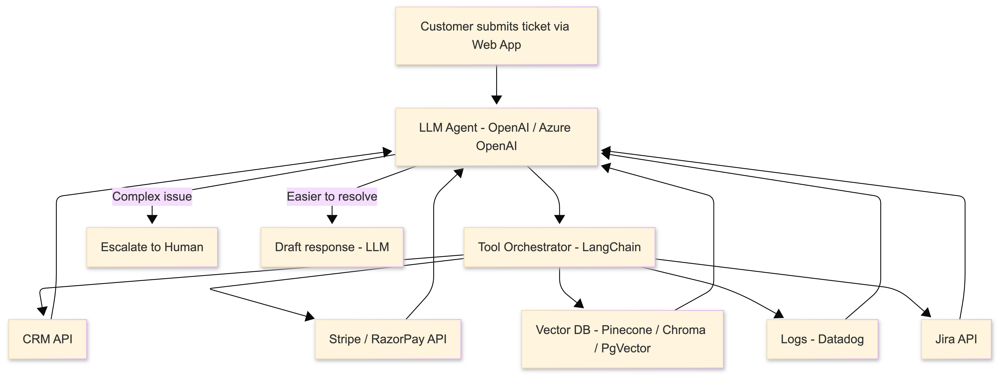 Customer submits ticket via
Web App
LLM Agent - OpenAI / Azure
OpenAI
Complex issue
Easier to resolve
Escalate to Human
Draft response - LLM
Tool Orchestrator - LangChain
CRM API
Stripe / RazorPay API
Vector DB - Pinecone / Chroma
/ PgVector
Logs - Datadog
Jira API